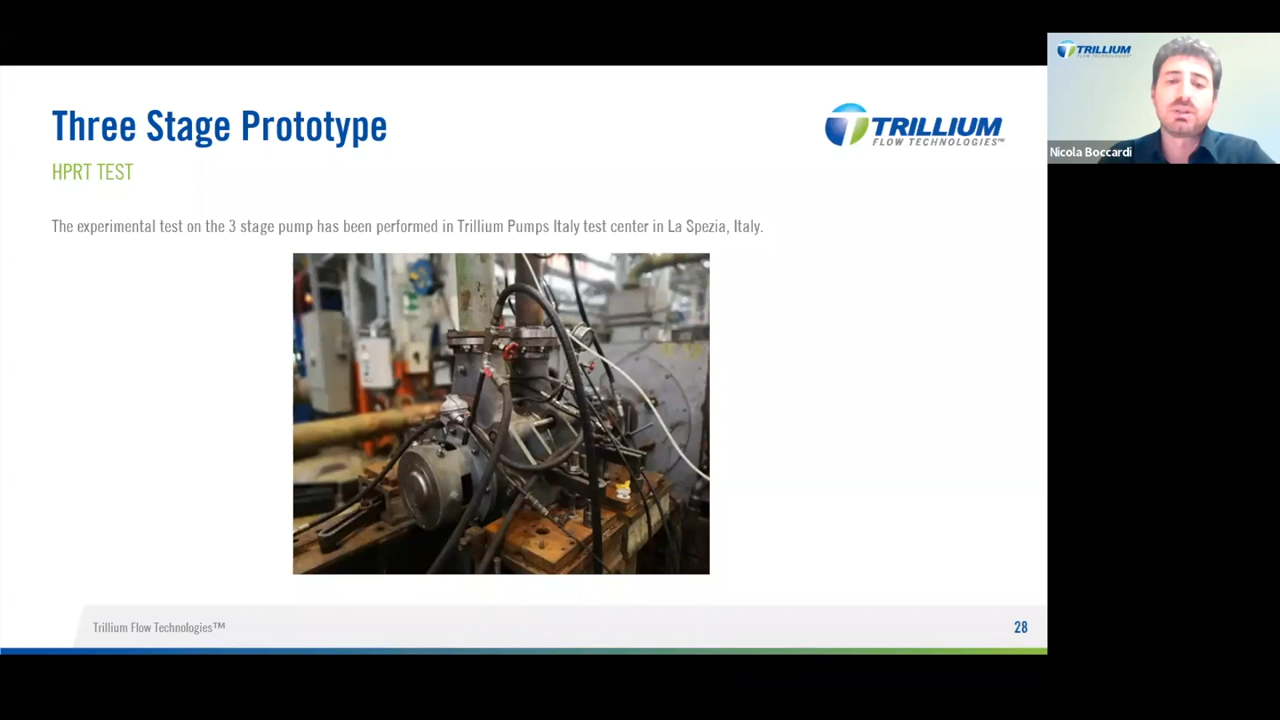 Three Stage Prototype
HPRT TEST
TRILLIUM
FLOW TECHNOLOGIES™
The experimental test on the 3 stage pump has been performed in Trillium Pumps Italy test center in La Spezia, Italy.
Trillium Flow Technologies™
28
TRILLIUM
FLOW TECHNOLOGIES
Nicola Boccardi